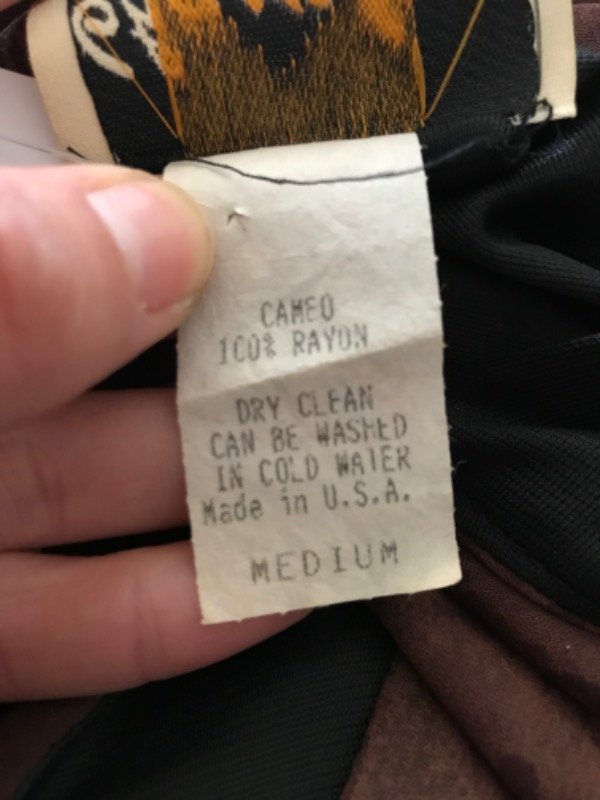 CAMEO
100% RAYON
DRY CLEAN
CAN BE WASHED
IN COLD WATER
Made in U.S.A.
MEDIUM